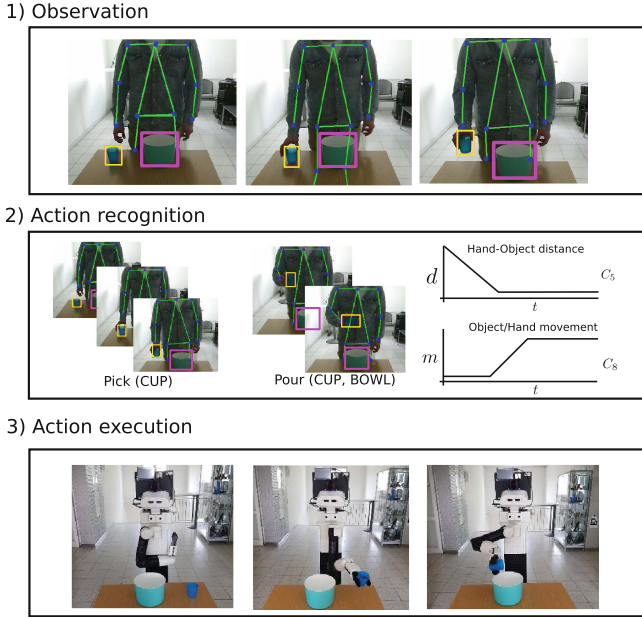 1) Observation
2) Action recognition
Hand-Object distance
d
C₅
t
Object/Hand movement
m
C₈
t
Pick (CUP)
Pour (CUP, BOWL)
3) Action execution